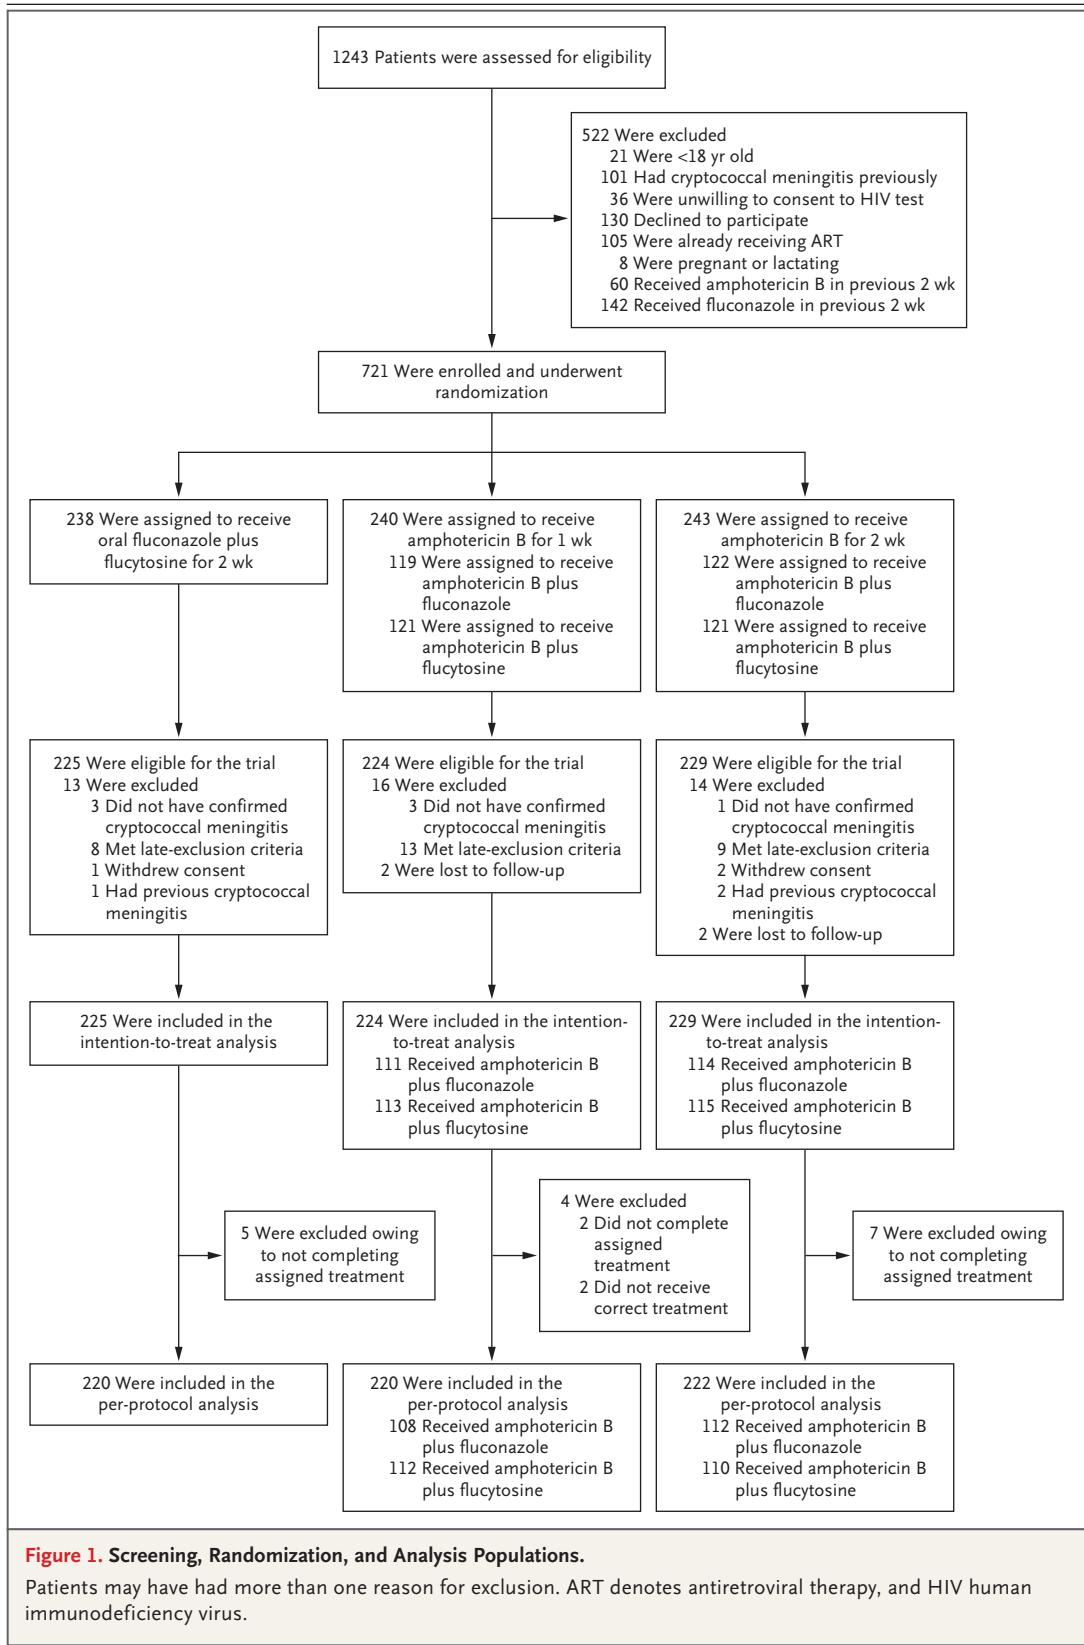 1243 Patients were assessed for eligibility
522 Were excluded
21 Were <18 yr old
101 Had cryptococcal meningitis previously
36 Were unwilling to consent to HIV test
130 Declined to participate
105 Were already receiving ART
8 Were pregnant or lactating
60 Received amphotericin B in previous 2 wk
142 Received fluconazole in previous 2 wk
721 Were enrolled and underwent
randomization
238 Were assigned to receive
oral fluconazole plus
flucytosine for 2 wk
240 Were assigned to receive
amphotericin B for 1 wk
119 Were assigned to receive
amphotericin B plus
fluconazole
121 Were assigned to receive
amphotericin B plus
flucytosine
243 Were assigned to receive
amphotericin B for 2 wk
122 Were assigned to receive
amphotericin B plus
fluconazole
121 Were assigned to receive
amphotericin B plus
flucytosine
225 Were eligible for the trial
13 Were excluded
3 Did not have confirmed
cryptococcal meningitis
8 Met late-exclusion criteria
1 Withdrew consent
1 Had previous cryptococcal
meningitis
224 Were eligible for the trial
16 Were excluded
3 Did not have confirmed
cryptococcal meningitis
13 Met late-exclusion criteria
2 Were lost to follow-up
229 Were eligible for the trial
14 Were excluded
1 Did not have confirmed
cryptococcal meningitis
9 Met late-exclusion criteria
2 Withdrew consent
2 Had previous cryptococcal
meningitis
2 Were lost to follow-up
225 Were included in the
intention-to-treat analysis
224 Were included in the intention-
to-treat analysis
111 Received amphotericin B
plus fluconazole
113 Received amphotericin B
plus flucytosine
229 Were included in the intention-
to-treat analysis
114 Received amphotericin B
plus fluconazole
115 Received amphotericin B
plus flucytosine
5 Were excluded owing
to not completing
assigned treatment
4 Were excluded
2 Did not complete
assigned
treatment
2 Did not receive
correct treatment
7 Were excluded owing
to not completing
assigned treatment
220 Were included in the
per-protocol analysis
220 Were included in the
per-protocol analysis
108 Received amphotericin B
plus fluconazole
112 Received amphotericin B
plus flucytosine
222 Were included in the
per-protocol analysis
112 Received amphotericin B
plus fluconazole
110 Received amphotericin B
plus flucytosine
Figure 1. Screening, Randomization, and Analysis Populations.
Patients may have had more than one reason for exclusion. ART denotes antiretroviral therapy, and HIV human
immunodeficiency virus.